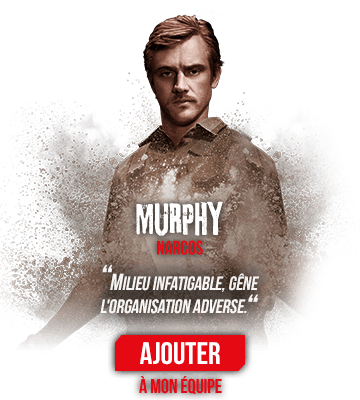 MURPHY
NARCOS
“MILIEU INFATIGABLE, GÊNE
L'ORGANISATION ADVERSE.“
AJOUTER
À MON ÉQUIPE